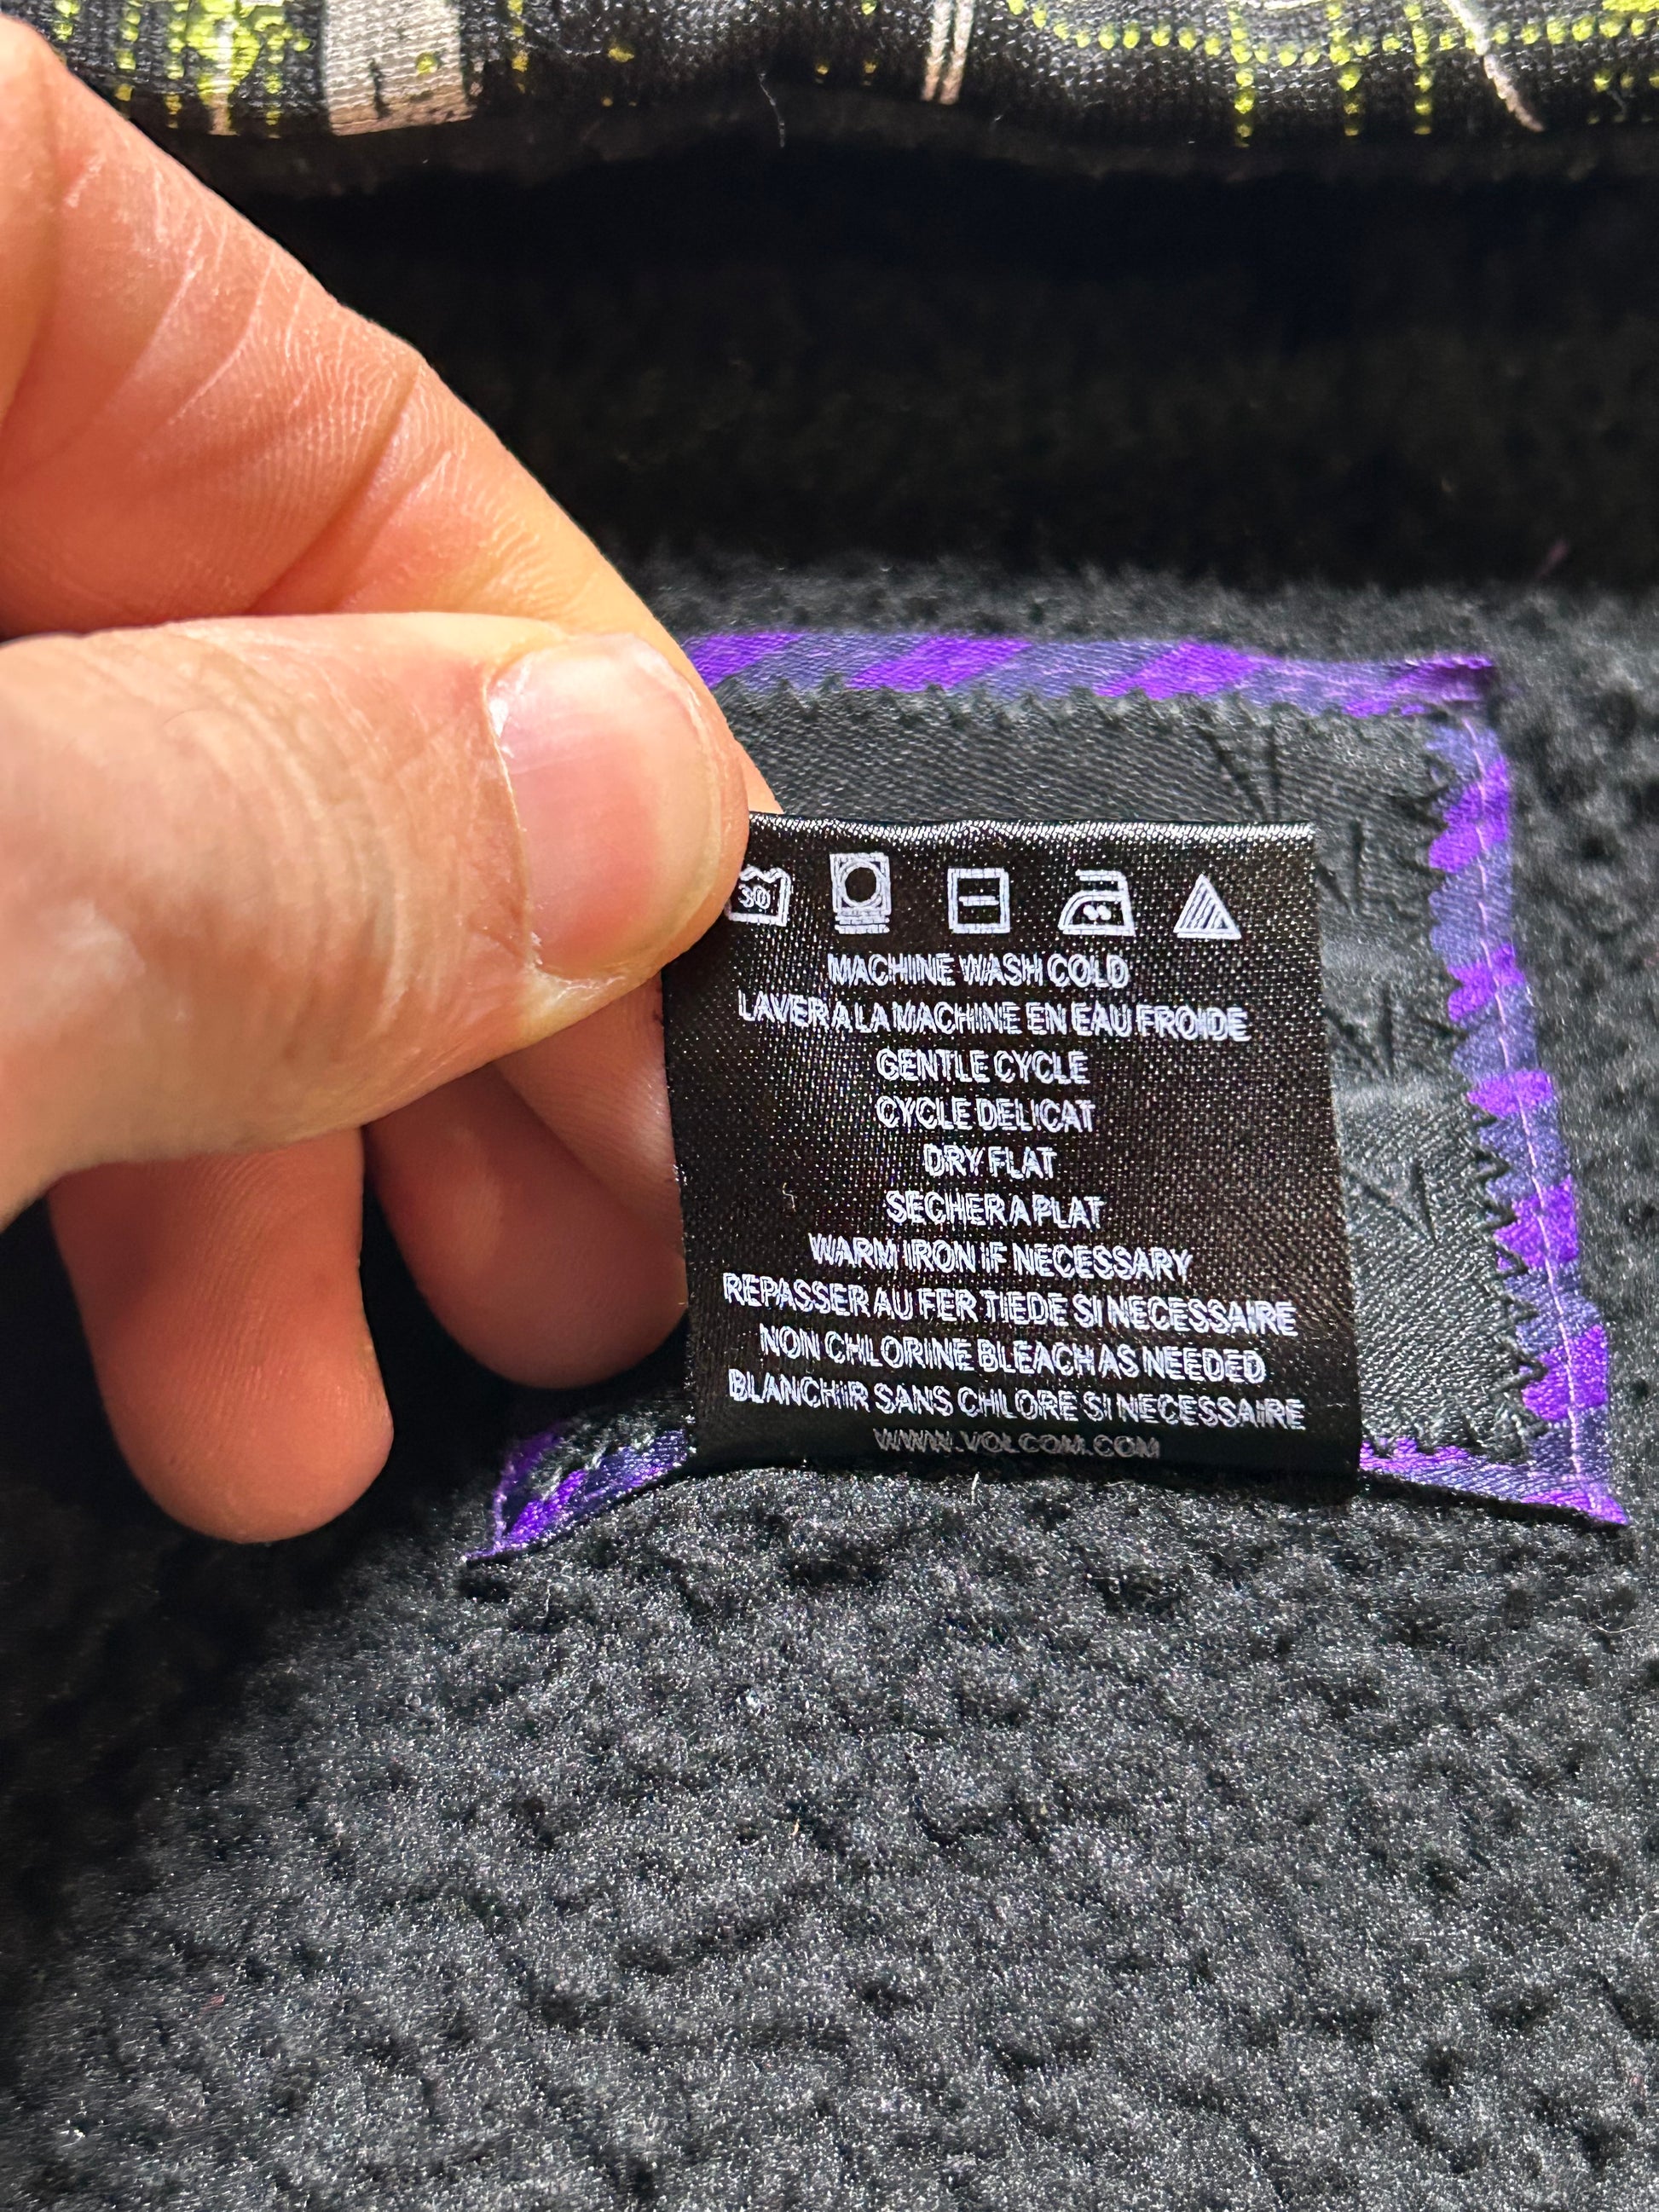 30
MACHINE WASH COLD
LAVER A LA MACHINE EN EAU FROIDE
GENTLE CYCLE
CYCLE DELICAT
DRY FLAT
SECHER A PLAT
WARM IRON IF NECESSARY
REPASSER AU FER TIEDE SI NECESSAIRE
NON CHLORINE BLEACH AS NEEDED
BLANCHIR SANS CHLORE SI NECESSAIRE
WWW.VOLCOM.COM